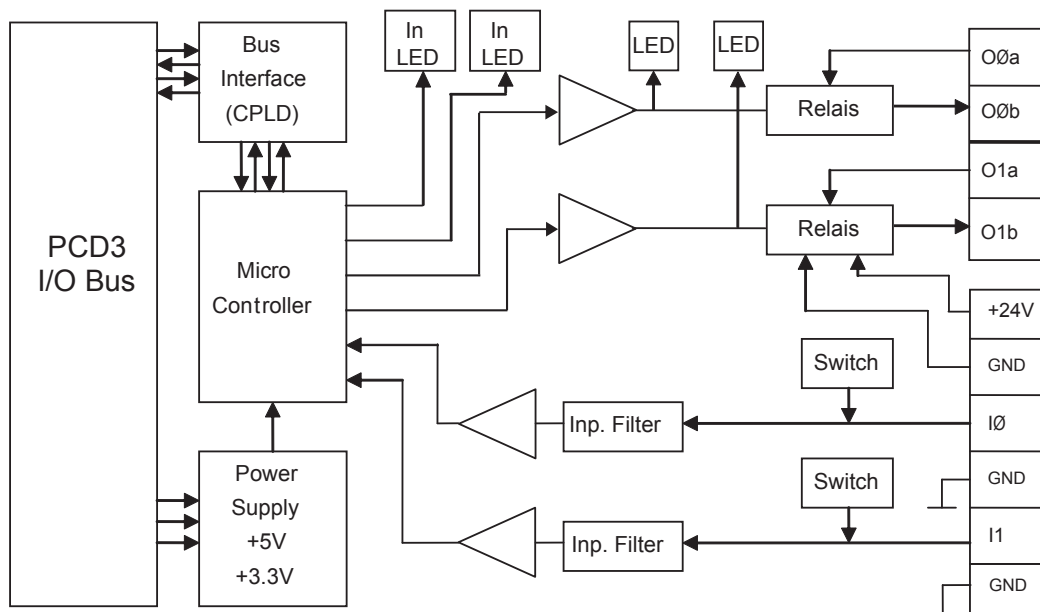 PCD3
I/O Bus
Bus
Interface
(CPLD)
Micro
Controller
Power
Supply
+5V
+3.3V
In
LED
In
LED
LED
LED
Relais
Relais
Switch
Inp. Filter
Switch
Inp. Filter
OØa
OØb
O1a
O1b
+24V
GND
IØ
GND
I1
GND